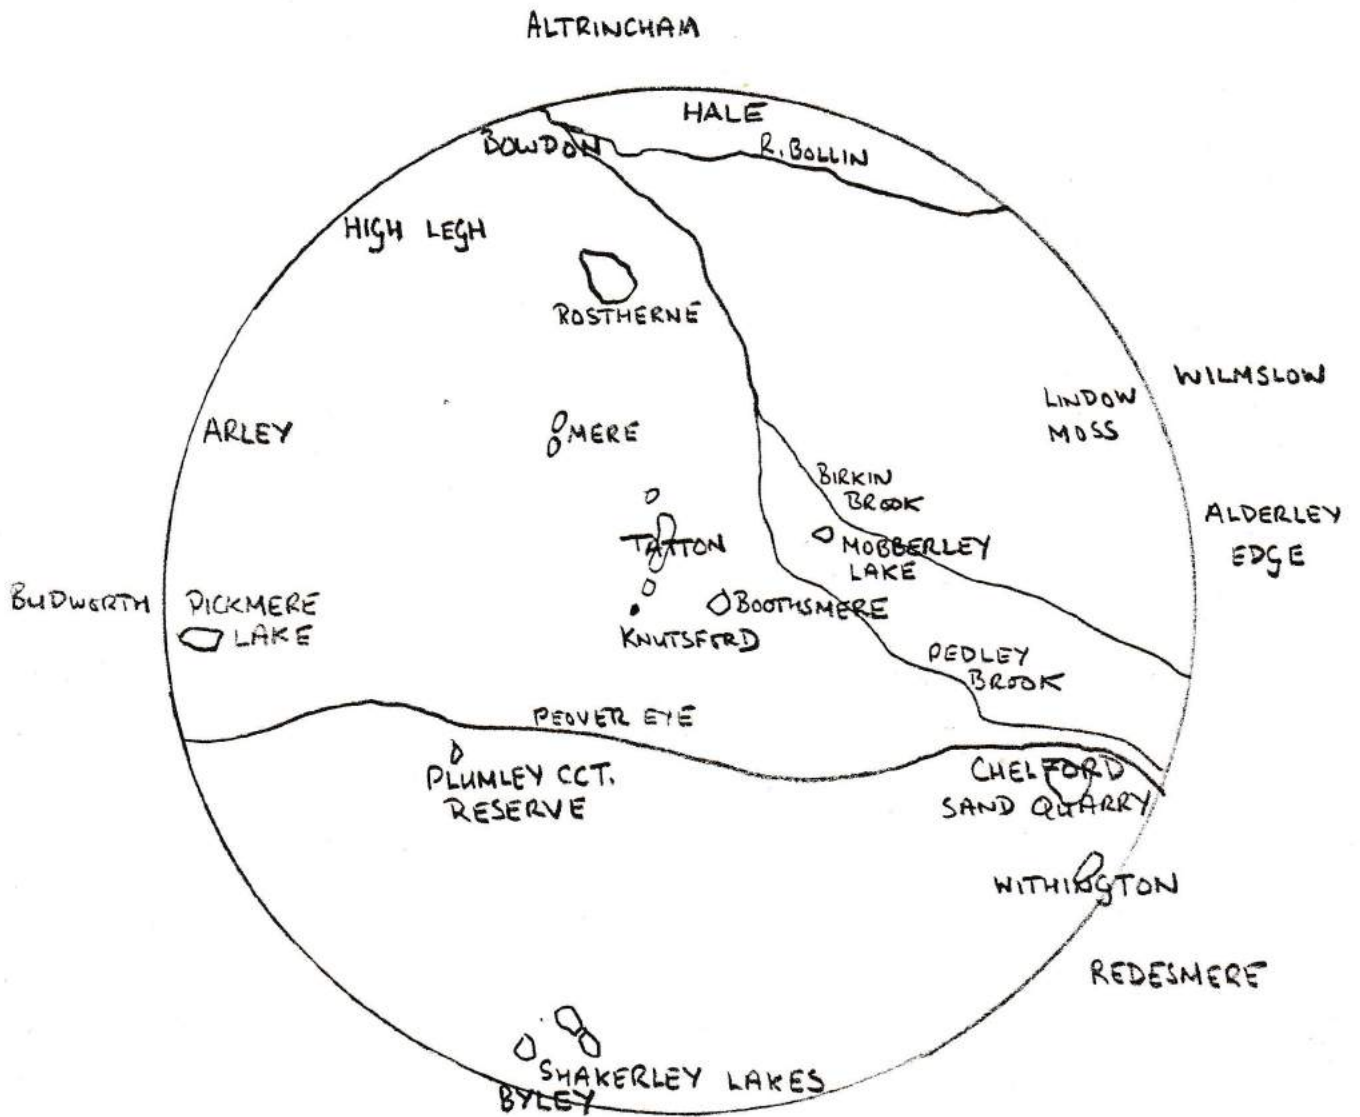 ALTRINCHAM
HALE
BOWDON
R. BOLLIN
HIGH LEGH
ROSTHERNE
WILMSLOW
LINDOW
MOSS
ARLEY
MERE
BIRKIN
BROOK
ALDERLEY
EDGE
TATTON
MOBBERLEY
LAKE
BUDWORTH
PICKMERE
LAKE
BOOTHSMERE
KNUTSFORD
PEDLEY
BROOK
PEOVER EYE
PLUMLEY CCT.
RESERVE
CHELFORD
SAND QUARRY
WITHINGTON
REDESMERE
SHAKERLEY LAKES
BYLEY